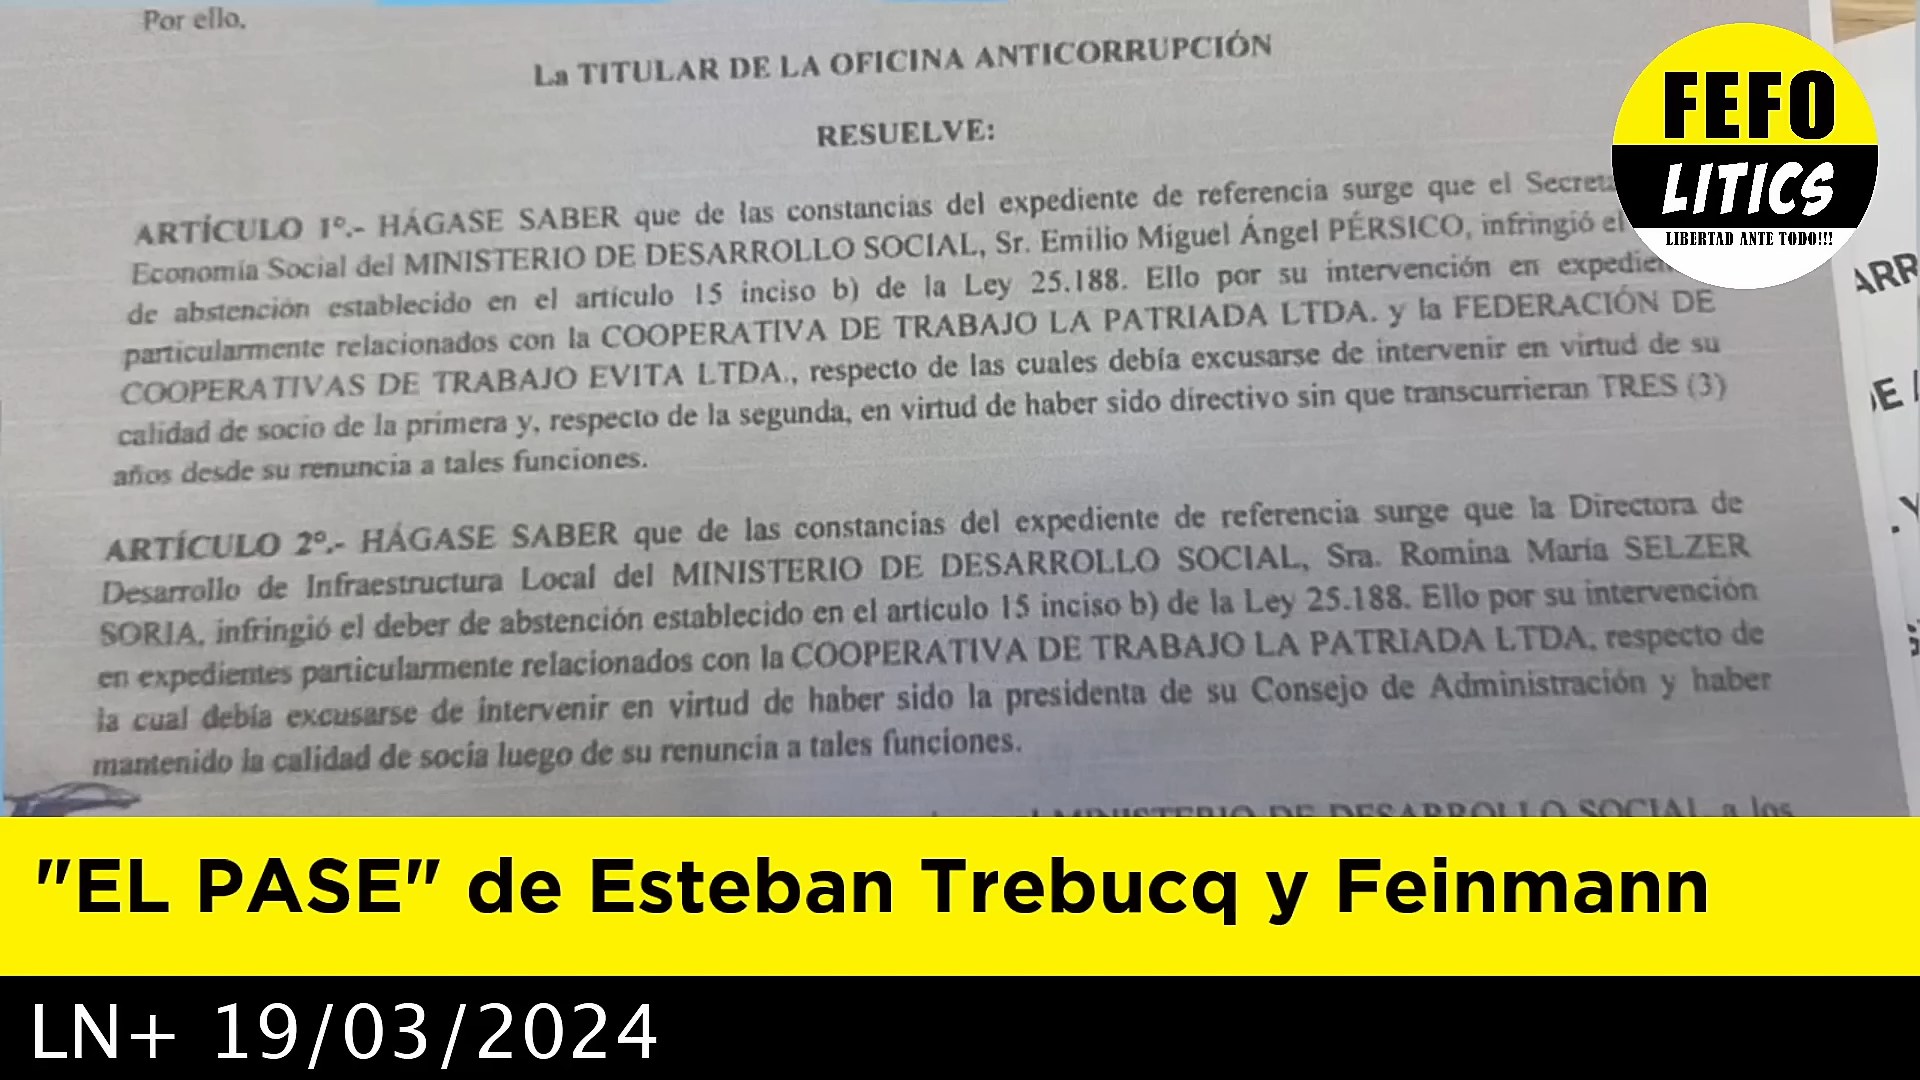 Por ello,
La TITULAR DE LA OFICINA ANTICORRUPCIÓN
RESUELVE:
ARTÍCULO 1º.- HÁGASE SABER que de las constancias del expediente de referencia surge que el
Economía Social del MINISTERIO DE DESARROLLO SOCIAL, Sr. Emilio Miguel Ángel PÉRSICO, infringió el
de abstención establecido en el artículo 15 inciso b) de la Ley 25.188. Ello por su intervención en
particularmente relacionados con la COOPERATIVA DE TRABAJO LA PATRIADA LTDA. y la FEDERACIÓN DE
COOPERATIVAS DE TRABAJO EVITA LTDA., respecto de las cuales debía excusarse de intervenir en virtud de su
calidad de socio de la primera y, respecto de la segunda, en virtud de haber sido directivo sin que transcurrieran TRES (3)
años desde su renuncia a tales funciones.
ARTÍCULO 2º.- HÁGASE SABER que de las constancias del expediente de referencia surge que la Directora de
Desarrollo de Infraestructura Local del MINISTERIO DE DESARROLLO SOCIAL, Sra. Romina María SELZER
SORIA, infringió el deber de abstención establecido en el artículo 15 inciso b) de la Ley 25.188. Ello por su intervención
en expedientes particularmente relacionados con la COOPERATIVA DE TRABAJO LA PATRIADA LTDA, respecto de
la cual debía excusarse de intervenir en virtud de haber sido la presidenta de su Consejo de Administración y haber
mantenido la calidad de socia luego de su renuncia a tales funciones.
MINISTERIO DE DESARROLLO SOCIAL a los
FEFO
LITICS
LIBERTAD ANTE TODO!!!
ARR
"EL PASE" de Esteban Trebucq y Feinmann
LN+ 19/03/2024